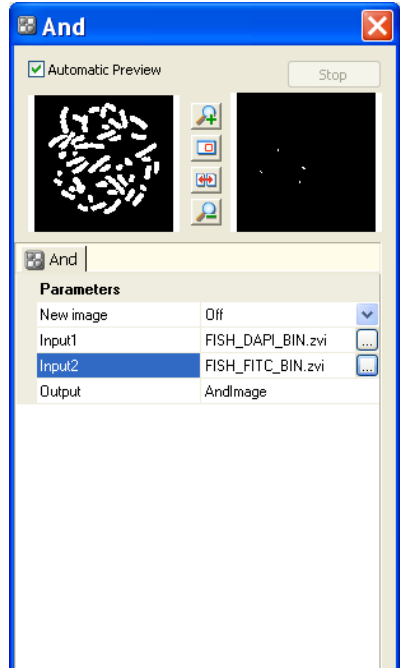 And
Automatic Preview
Stop
And
Parameters
New image Off
Input1 FISH_DAPI_BIN.zvi ...
Input2 FISH_FITC_BIN.zvi ...
Output AndImage